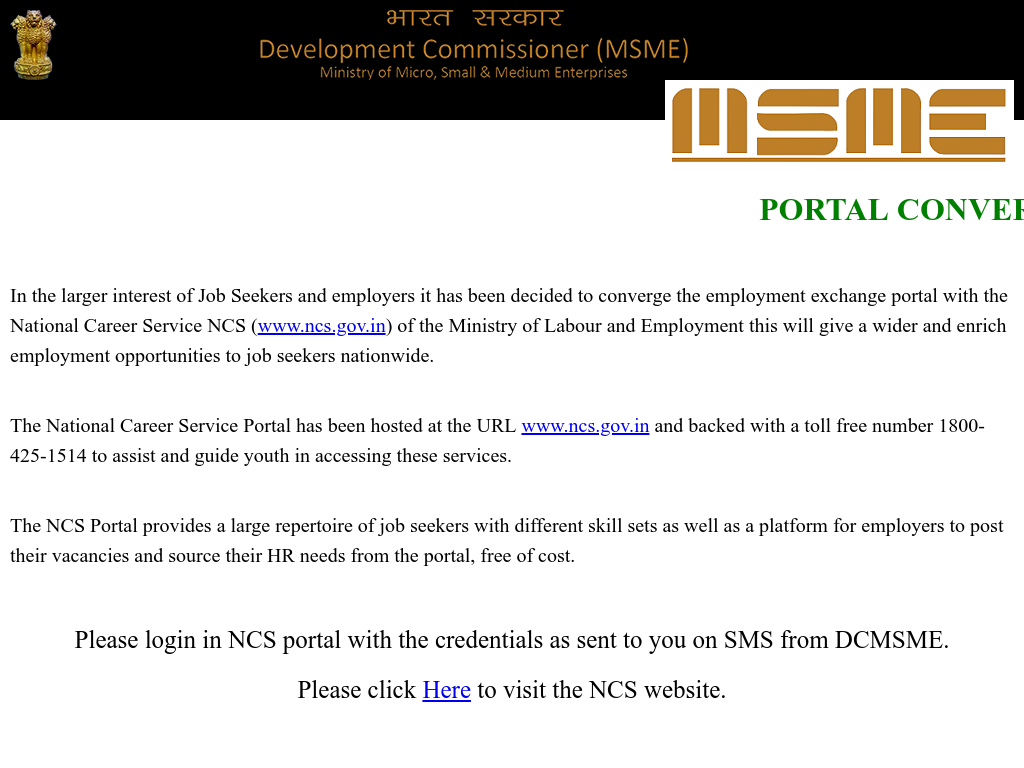 भारत सरकार
Development Commissioner (MSME)
Ministry of Micro, Small & Medium Enterprises
MSME
PORTAL CONVER
In the larger interest of Job Seekers and employers it has been decided to converge the employment exchange portal with the
National Career Service NCS (www.ncs.gov.in) of the Ministry of Labour and Employment this will give a wider and enrich
employment opportunities to job seekers nationwide.
The National Career Service Portal has been hosted at the URL www.ncs.gov.in and backed with a toll free number 1800-
425-1514 to assist and guide youth in accessing these services.
The NCS Portal provides a large repertoire of job seekers with different skill sets as well as a platform for employers to post
their vacancies and source their HR needs from the portal, free of cost.
Please login in NCS portal with the credentials as sent to you on SMS from DCMSME.
Please click Here to visit the NCS website.